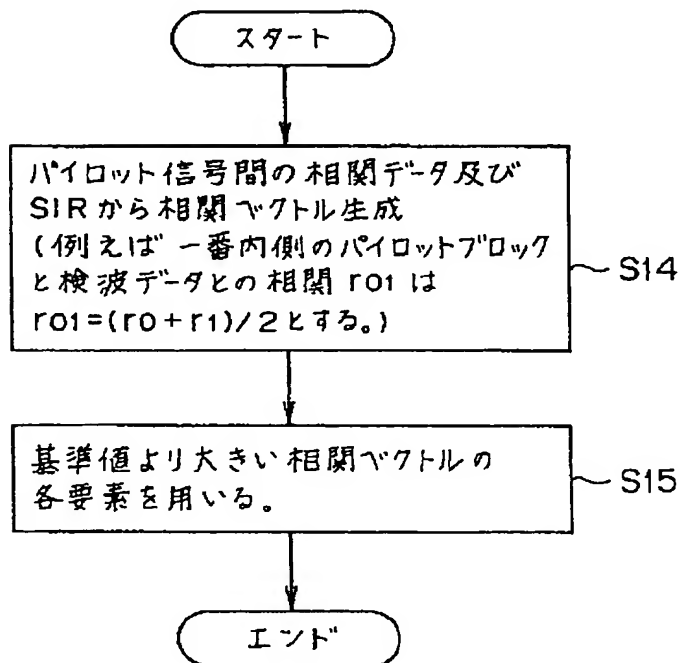 スタート
パイロット信号間の相関データ及び
SIRから相関ベクトル生成
(例えば一番内側のパイロットブロック
と検波データとの相関r01は
r01=(r0+r1)/2とする。)
S14
基準値より大きい相関ベクトルの
各要素を用いる。
S15
エンド